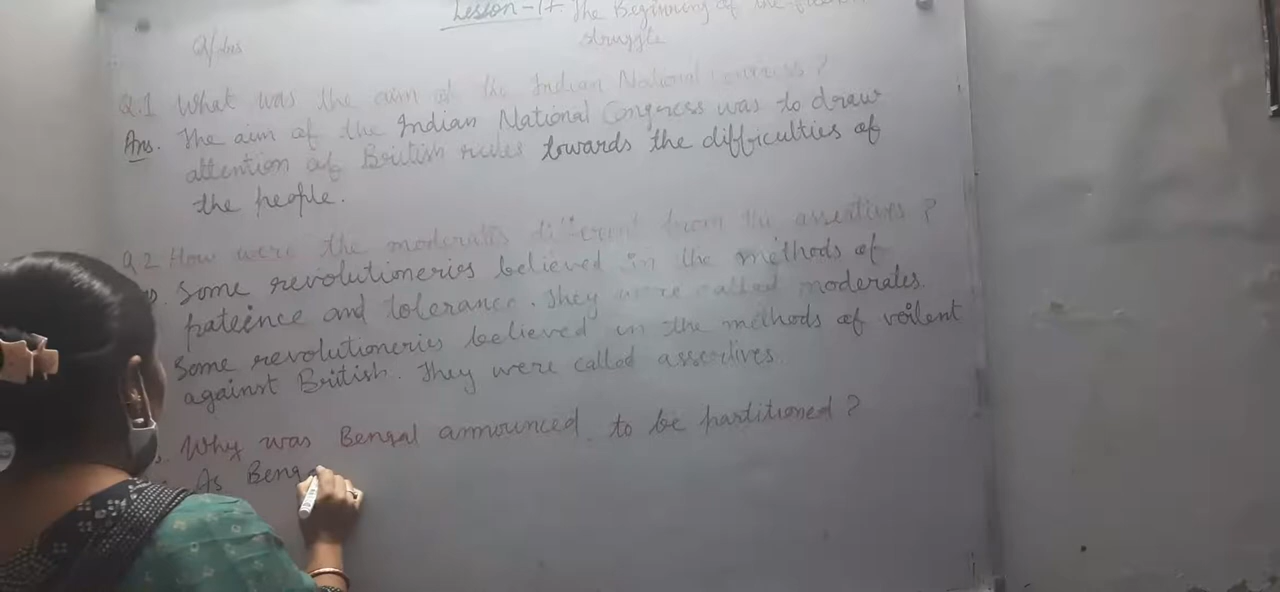 Lesson-17. The Beginning of the
struggle
Q/Ans
Q.1 What was the aim of the Indian National congress?
Ans. The aim of the Indian National Congress was to draw
attention of British rules towards the difficulties of
the people.
Q2 How were the moderates different from the assertives?
Some revolutioneries believed in the methods of
pateince and tolerance. They were called moderates.
Some revolutioneries believed in the methods of voilent
against British. They were called assertives.
Why was Bengal announced to be partitioned?
As Beng